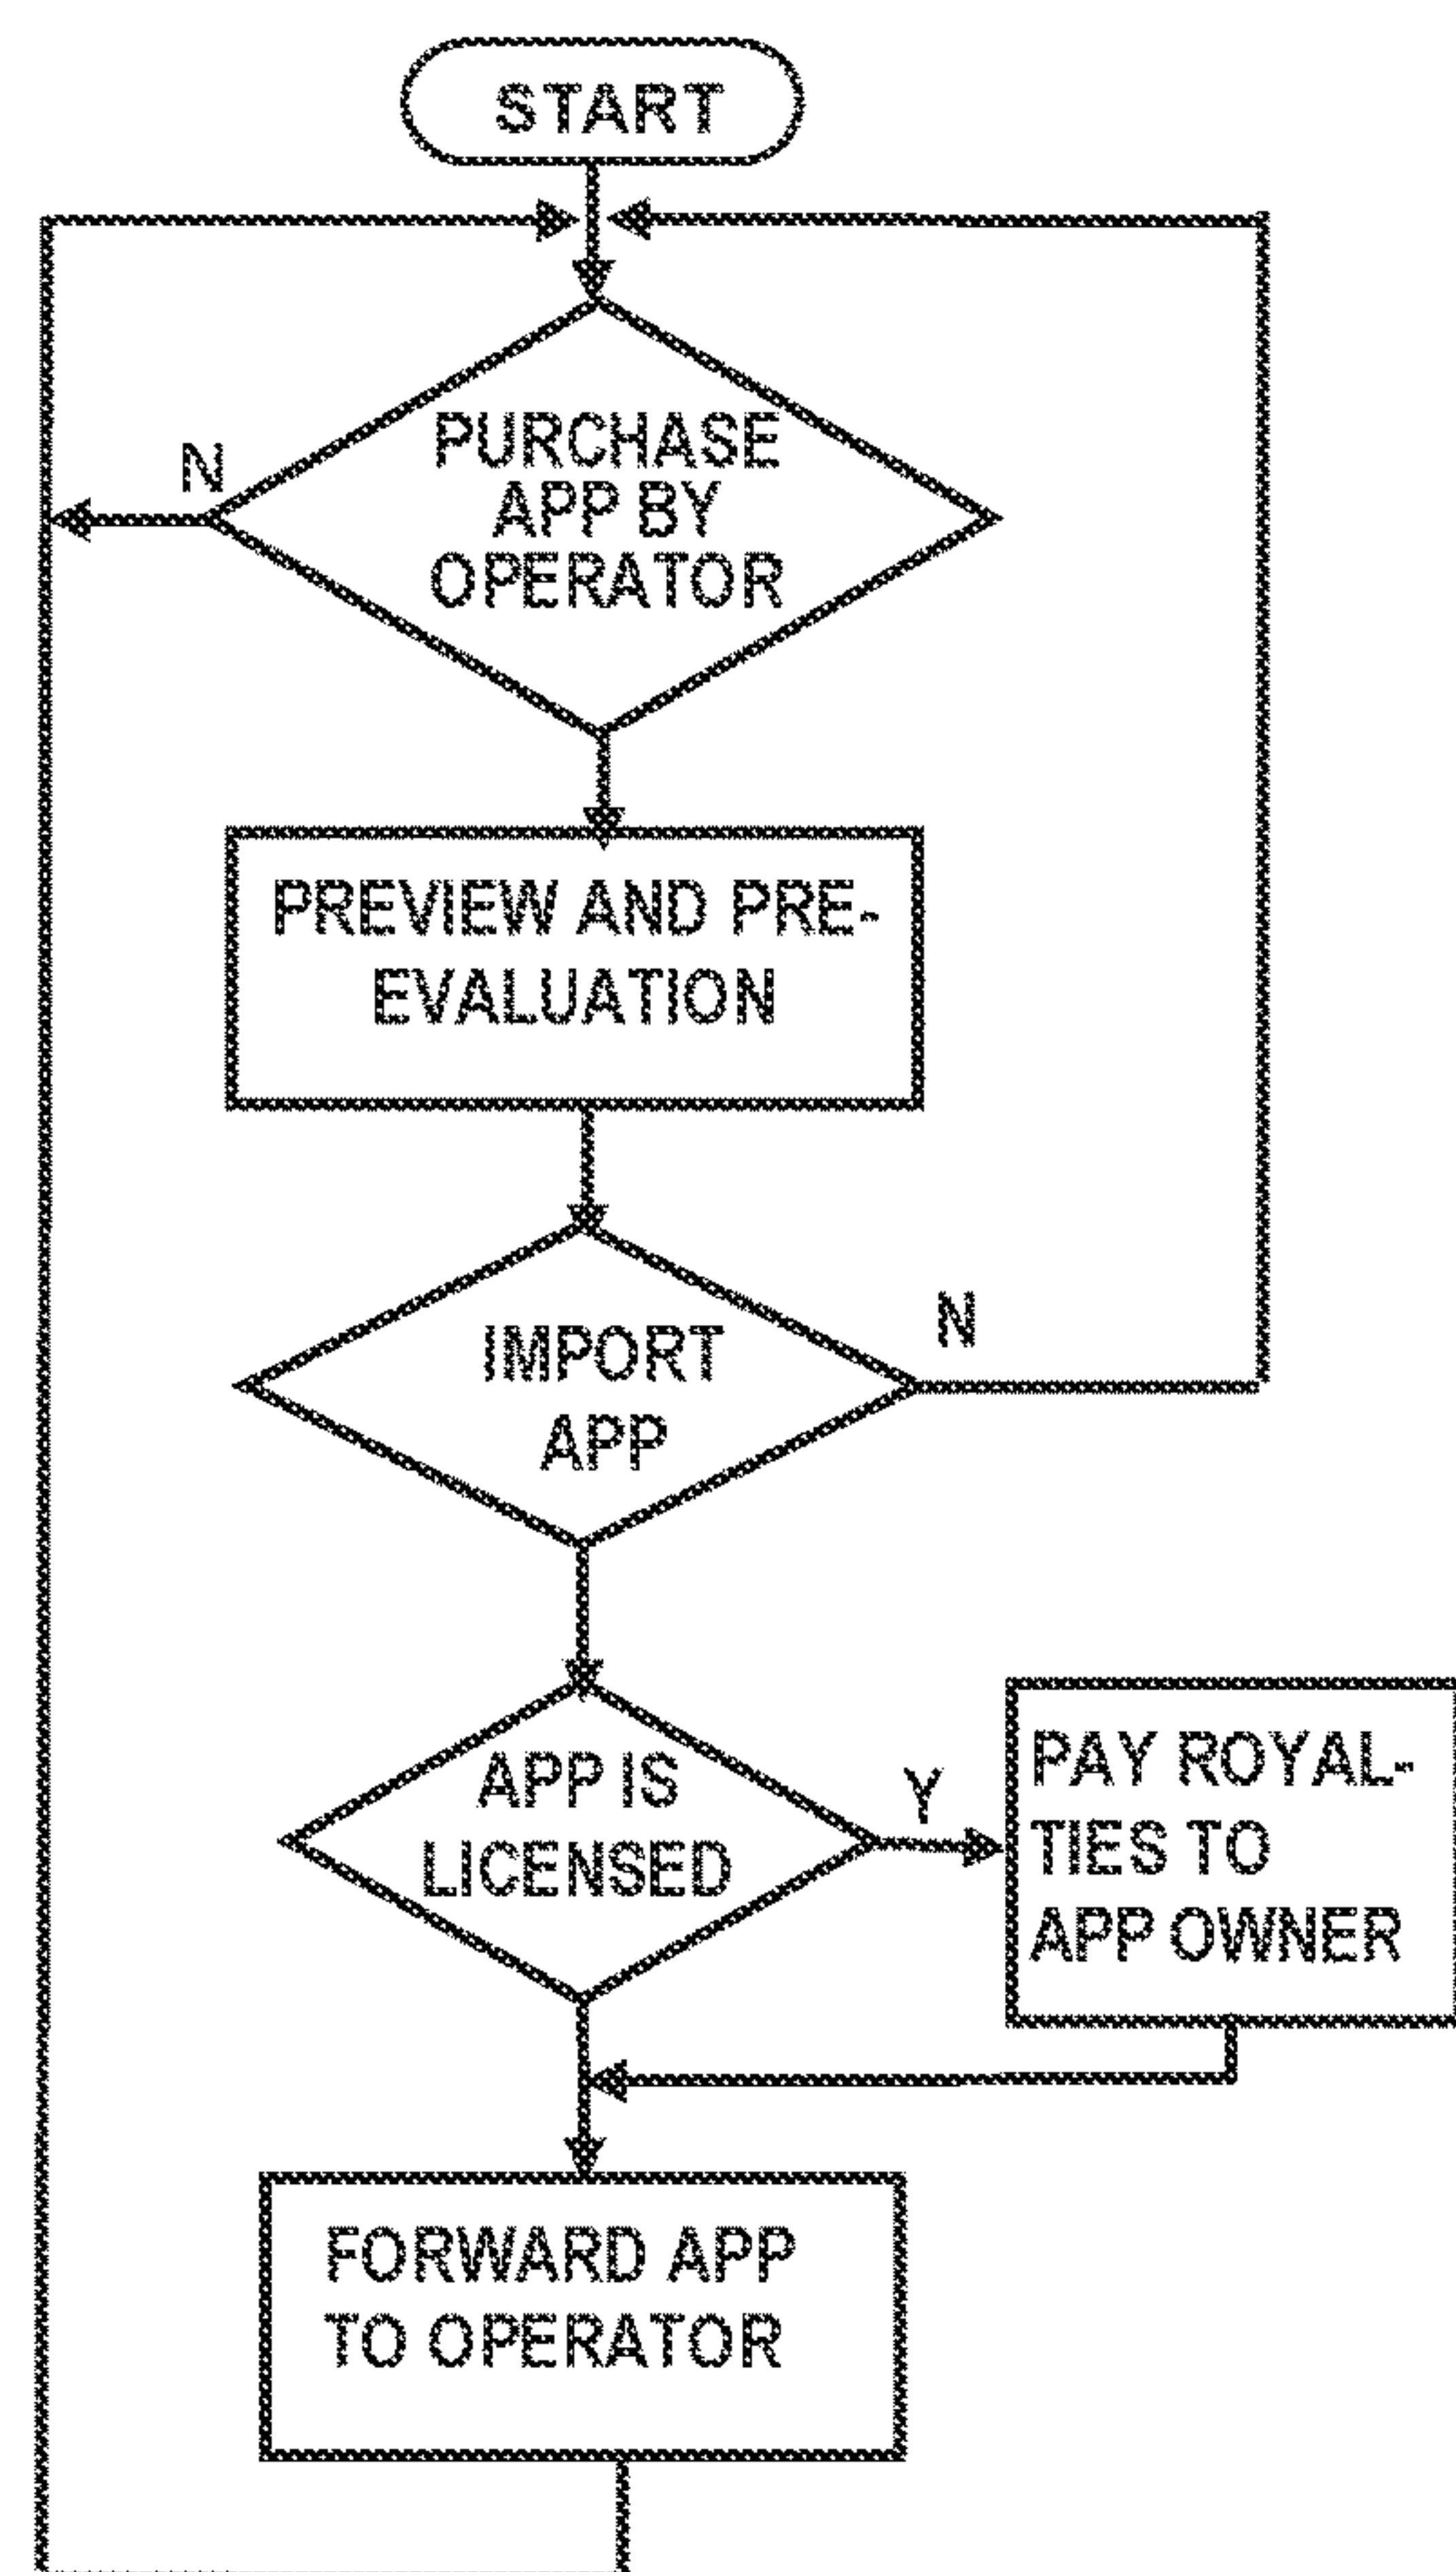 START
PURCHASE
APP BY
OPERATOR
N
PREVIEW AND PRE-
EVALUATION
IMPORT
APP
N
APP IS
LICENSED
Y
PAY ROYAL-
TIES TO
APP OWNER
FORWARD APP
TO OPERATOR